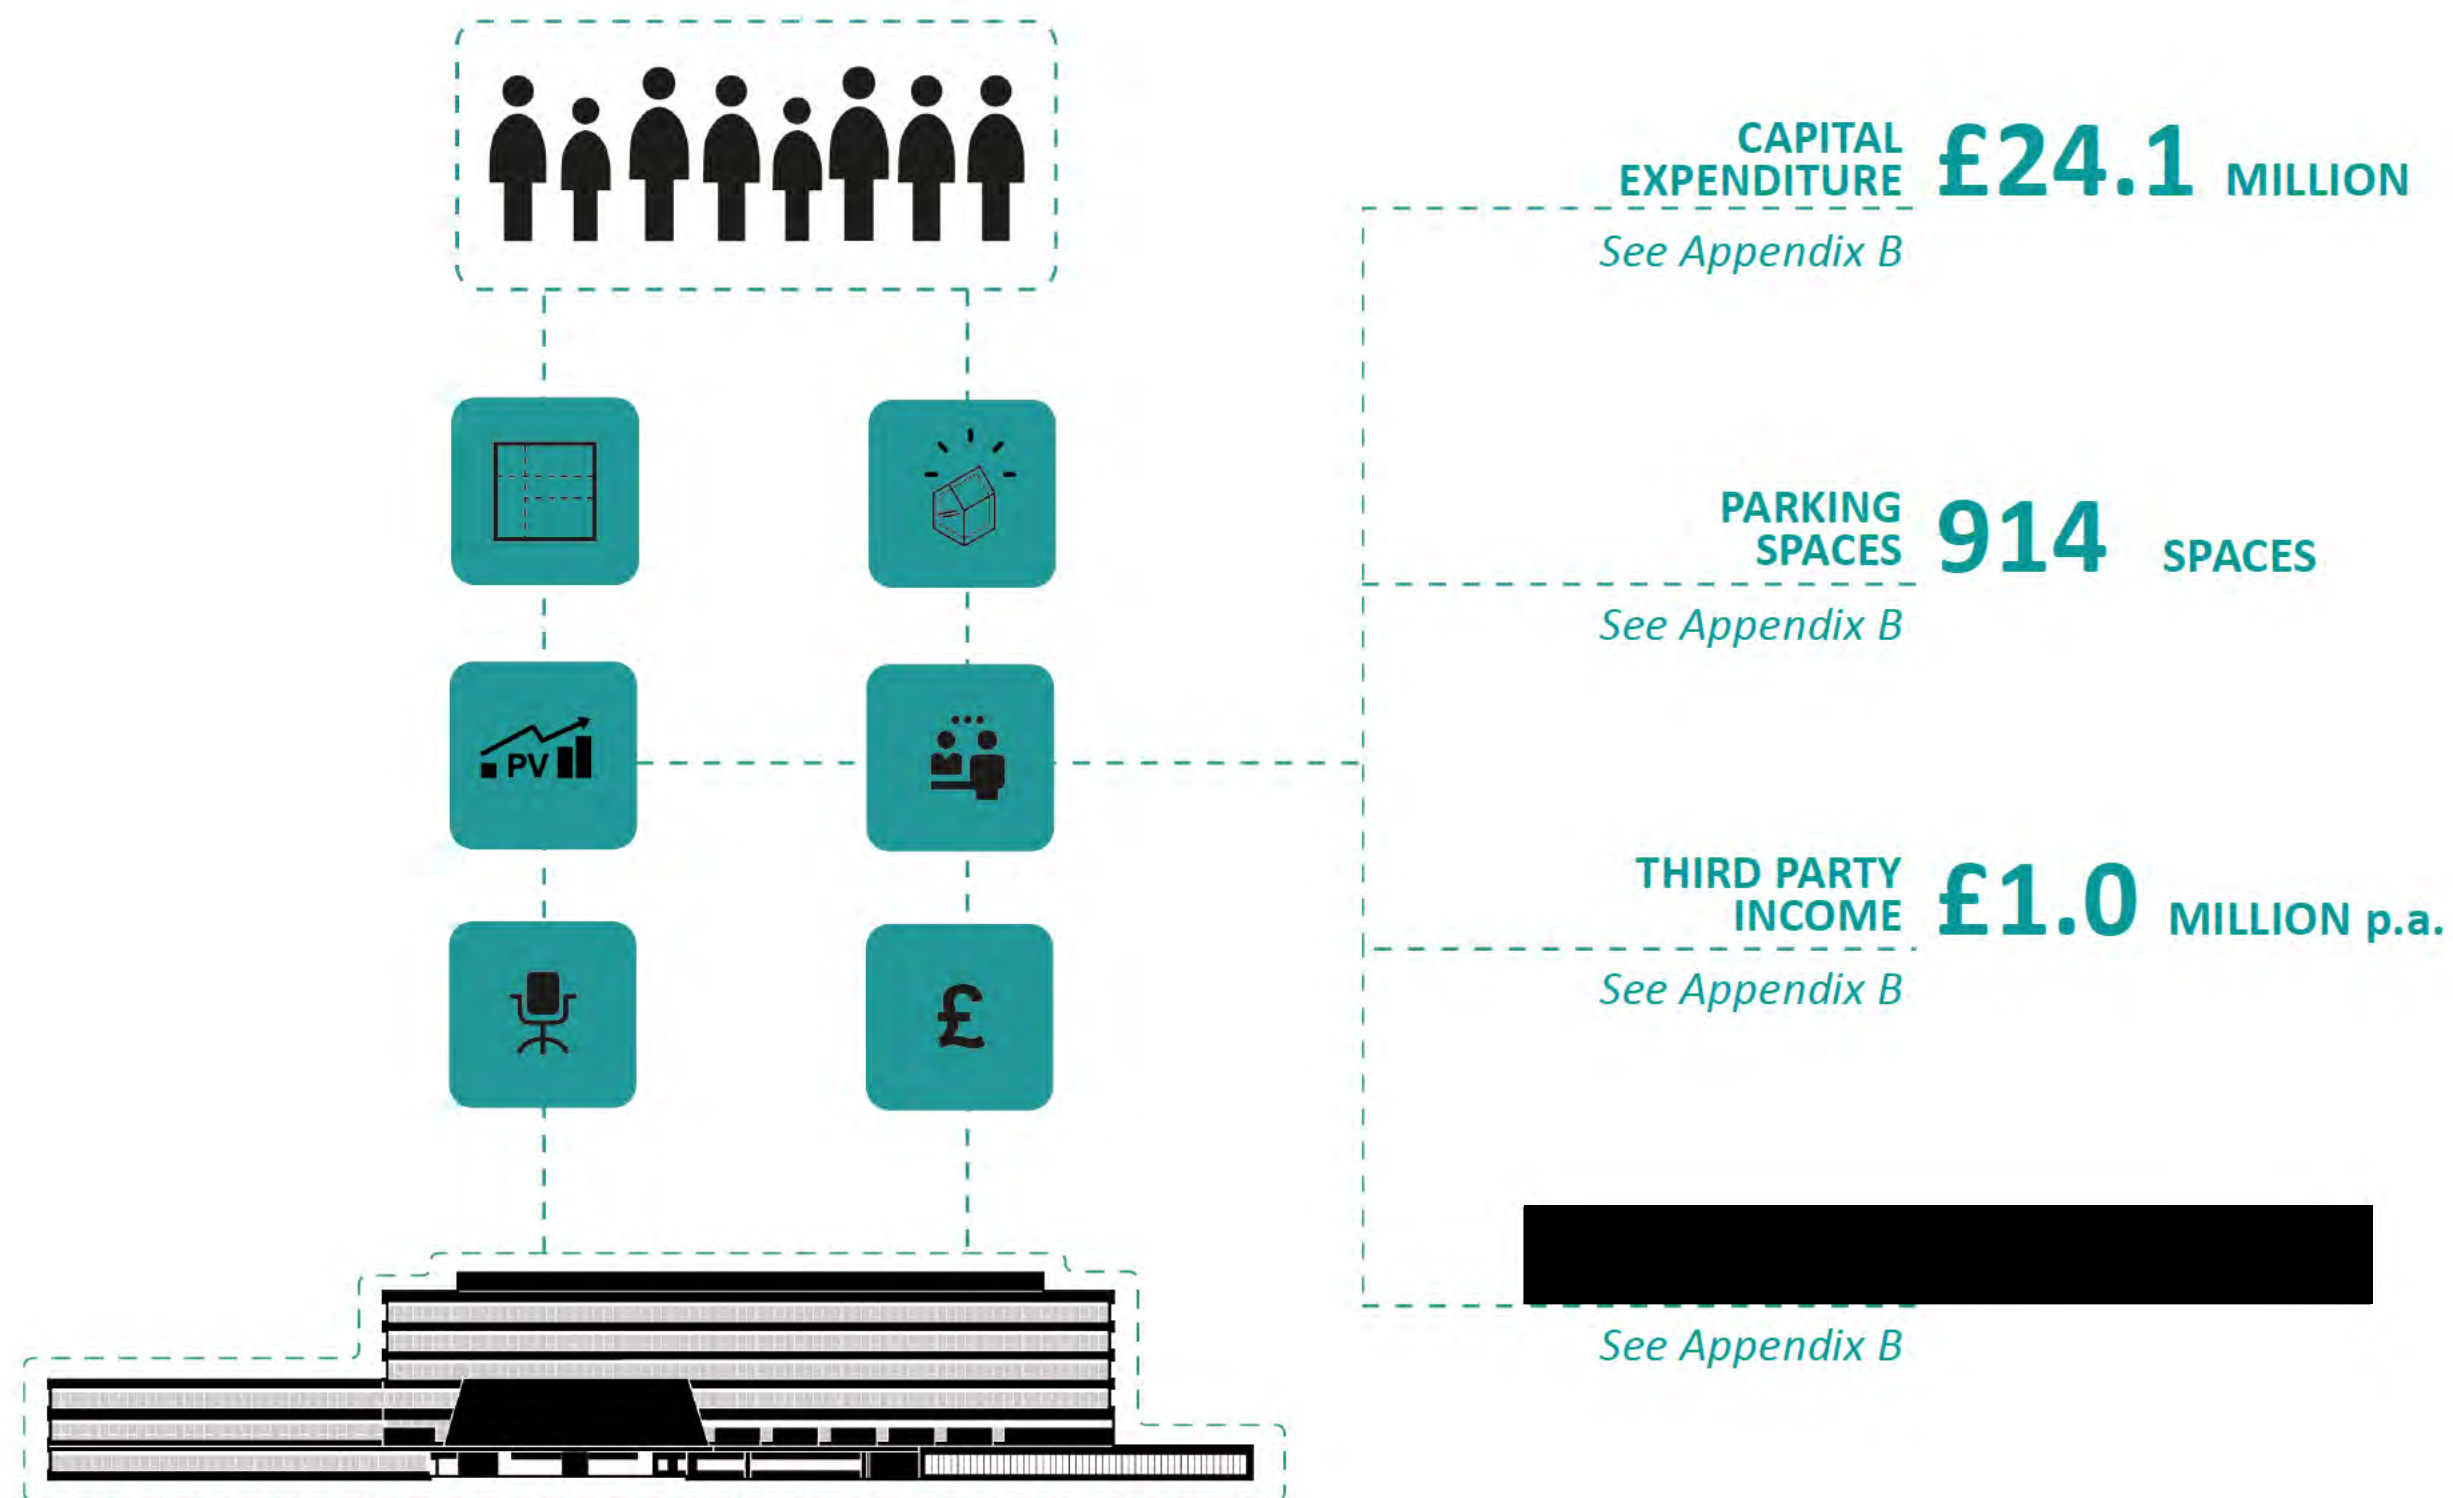 CAPITAL
EXPENDITURE
£24.1 MILLION
See Appendix B
PARKING
SPACES
914 SPACES
See Appendix B
PV
THIRD PARTY
INCOME
£1.0 MILLION p.a.
See Appendix B
£
See Appendix B